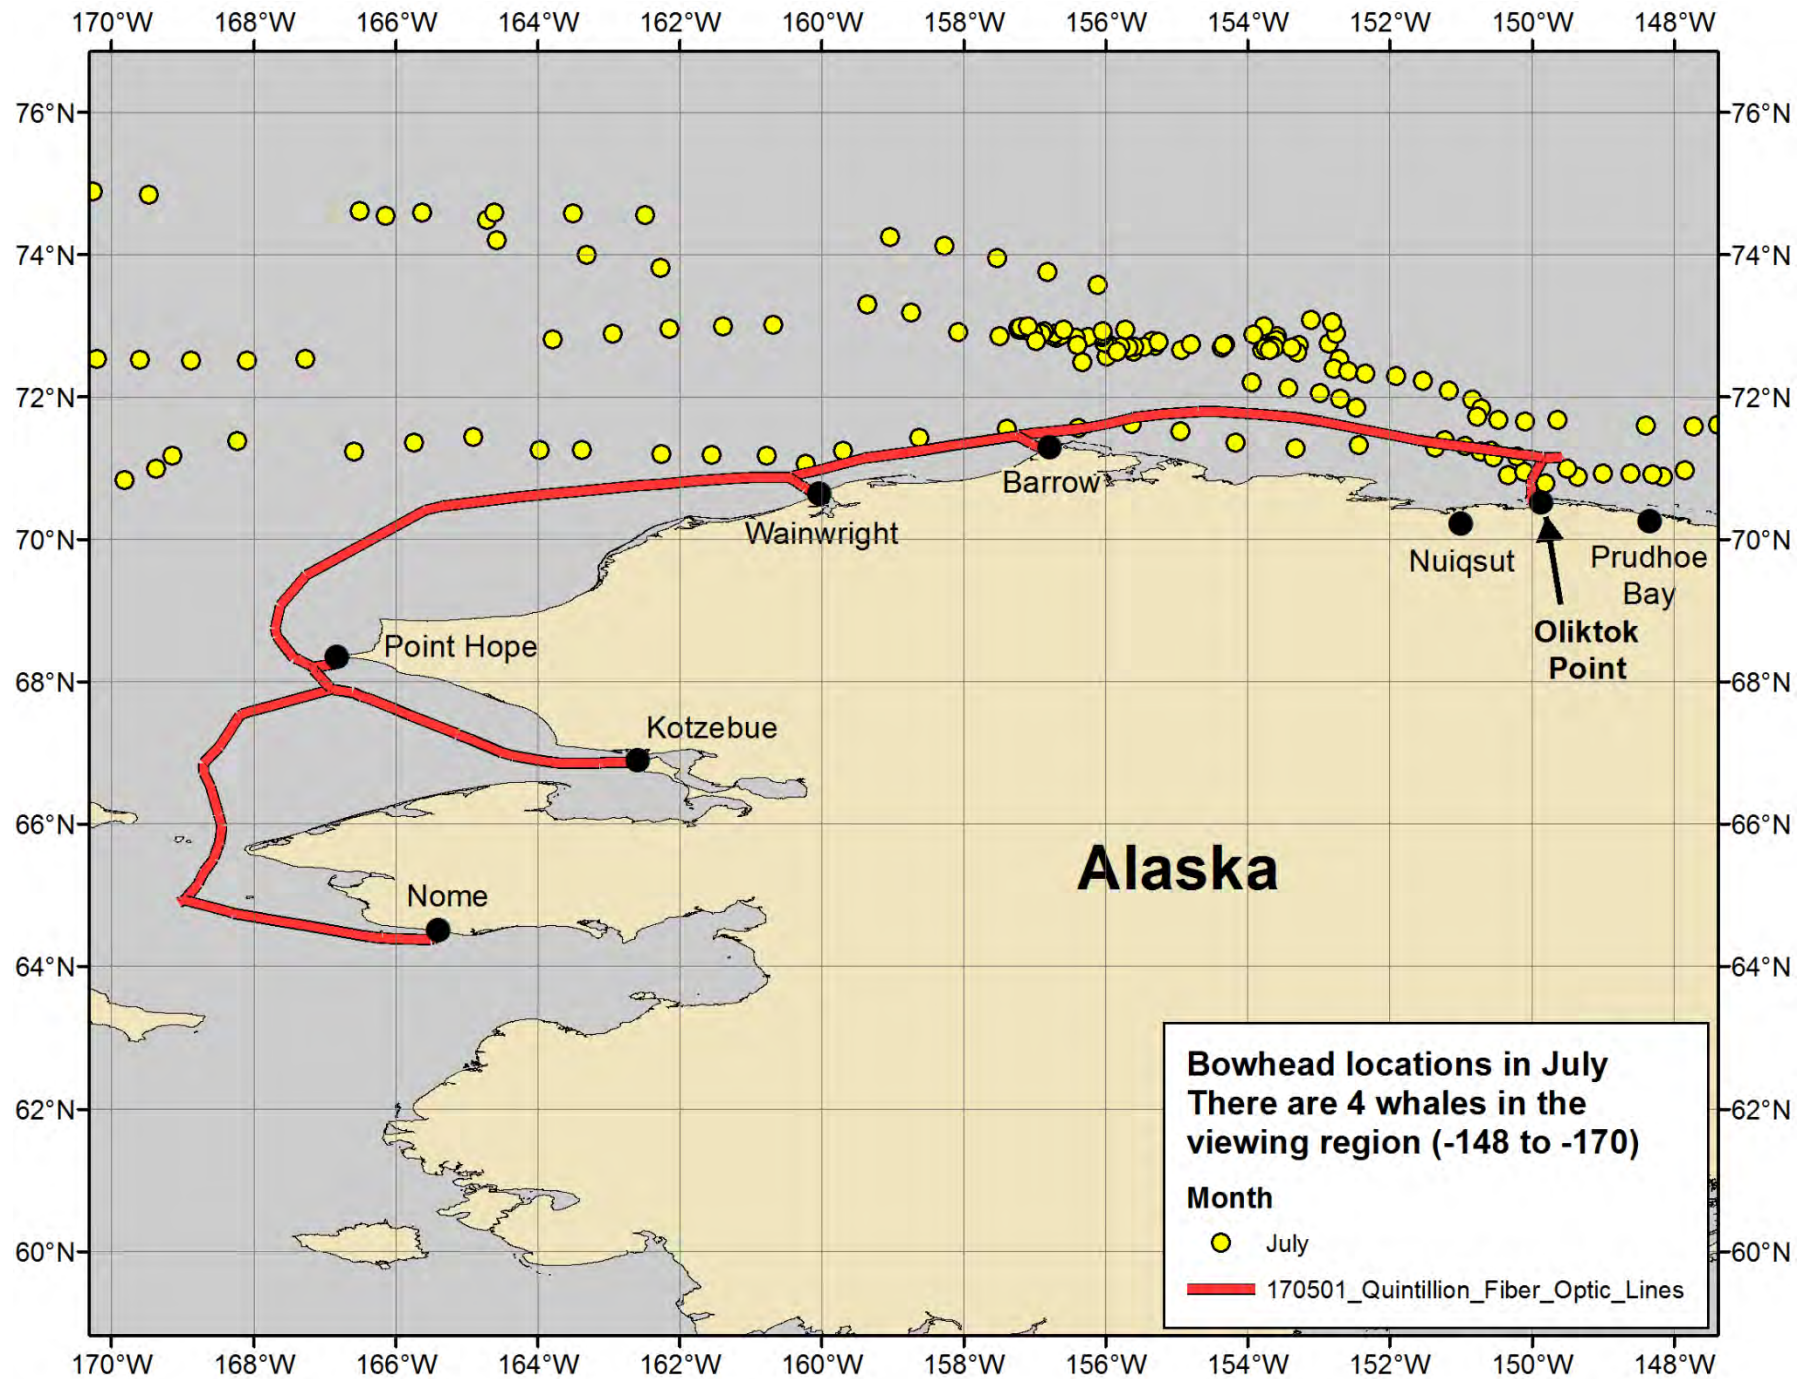 170°W 168°W 166°W 164°W 162°W 160°W 158°W 156°W 154°W 152°W 150°W 148°W
76°N 76°N
74°N 74°N
72°N 72°N
Barrow
Wainwright
70°N 70°N
Nuiqsut
Prudhoe
Bay
Oliktok
Point
Point Hope
68°N 68°N
Kotzebue
66°N 66°N
Alaska
Nome
64°N 64°N
62°N 62°N
60°N 60°N
Bowhead locations in July
There are 4 whales in the
viewing region (-148 to -170)
Month
July
170501_Quintillion_Fiber_Optic_Lines
170°W 168°W 166°W 164°W 162°W 160°W 158°W 156°W 154°W 152°W 150°W 148°W